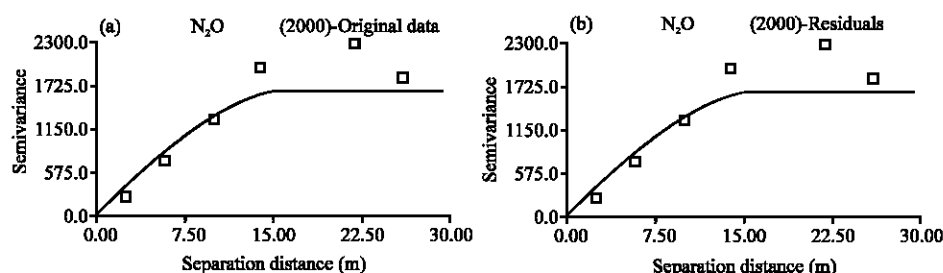 (a) N₂O (2000)-Original data
2300.0
1725.0
1150.0
575.0
0.0
Semivariance
0.00 7.50 15.00 22.50 30.00
Separation distance (m)
(b) N₂O (2000)-Residuals
2300.0
1725.0
1150.0
575.0
0.0
Semivariance
0.00 7.50 15.00 22.50 30.00
Separation distance (m)